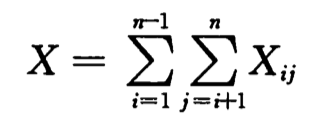 X = \sum_{i=1}^{n-1} \sum_{j=i+1}^{n} X_{ij}